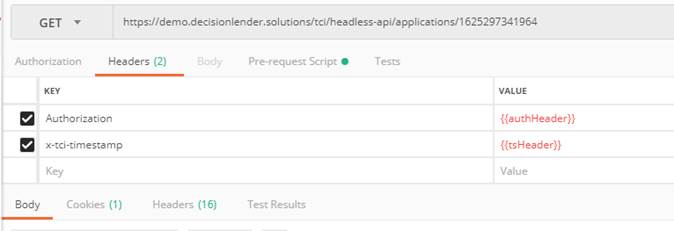 GET https://demo.decisionlender.solutions/tci/headless-api/applications/1625297341964
Authorization Headers (2) Body Pre-request Script Tests
KEY VALUE
Authorization {{authHeader}}
x-tci-timestamp {{tsHeader}}
Key Value
Body Cookies (1) Headers (16) Test Results